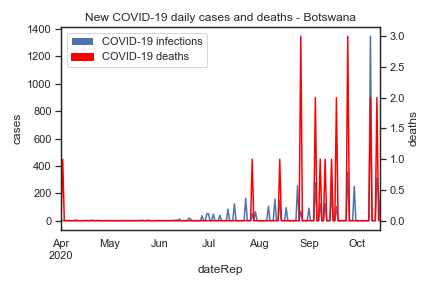 New COVID-19 daily cases and deaths - Botswana
COVID-19 infections
COVID-19 deaths
1400
1200
1000
800
600
400
200
0
cases
3.0
2.5
2.0
1.5
1.0
0.5
0.0
deaths
Apr May Jun Jul Aug Sep Oct
2020
dateRep